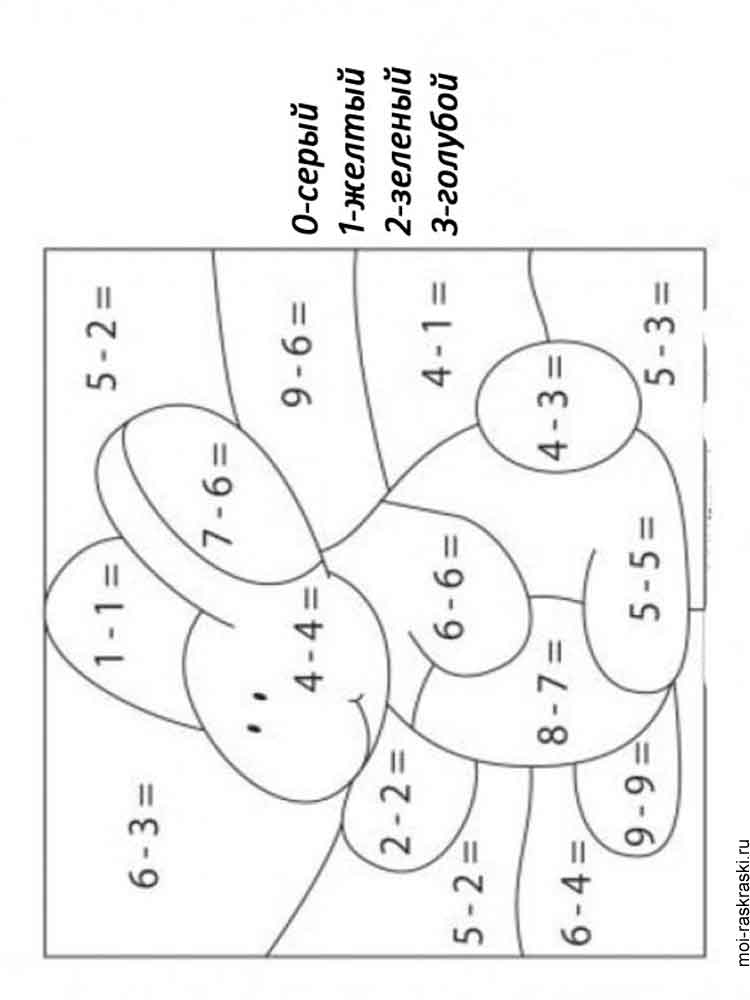 0-серый
1-желтый
2-зеленый
3-голубой
6 - 3 =
1 - 1 =
5 - 2 =
7 - 6 =
9 - 6 =
4 - 4 =
2 - 2 =
6 - 6 =
4 - 1 =
5 - 2 =
8 - 7 =
4 - 3 =
6 - 4 =
9 - 9 =
5 - 5 =
5 - 3 =
moi-raskraski.ru